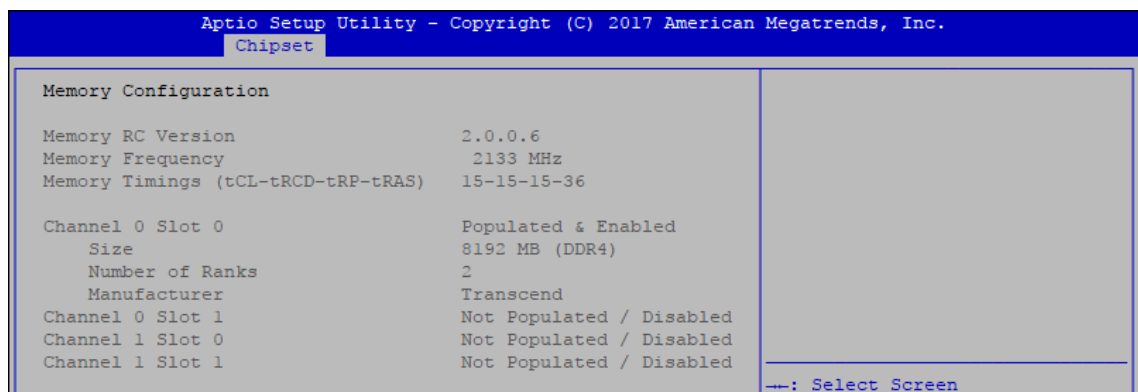 Aptio Setup Utility - Copyright (C) 2017 American Megatrends, Inc.
Chipset
Memory Configuration
Memory RC Version 2.0.0.6
Memory Frequency 2133 MHz
Memory Timings (tCL-tRCD-tRP-tRAS) 15-15-15-36
Channel 0 Slot 0 Populated & Enabled
Size 8192 MB (DDR4)
Number of Ranks 2
Manufacturer Transcend
Channel 0 Slot 1 Not Populated / Disabled
Channel 1 Slot 0 Not Populated / Disabled
Channel 1 Slot 1 Not Populated / Disabled
→←: Select Screen